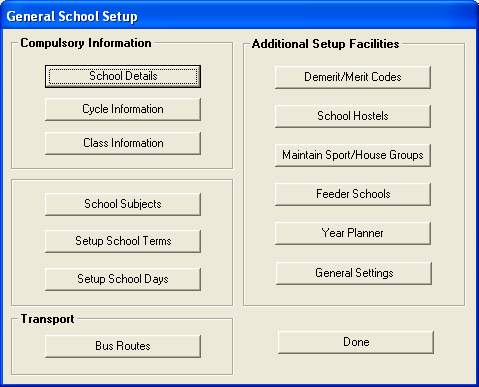 General School Setup
Compulsory Information
School Details
Cycle Information
Class Information
School Subjects
Setup School Terms
Setup School Days
Transport
Bus Routes
Additional Setup Facilities
Demerit/Merit Codes
School Hostels
Maintain Sport/House Groups
Feeder Schools
Year Planner
General Settings
Done